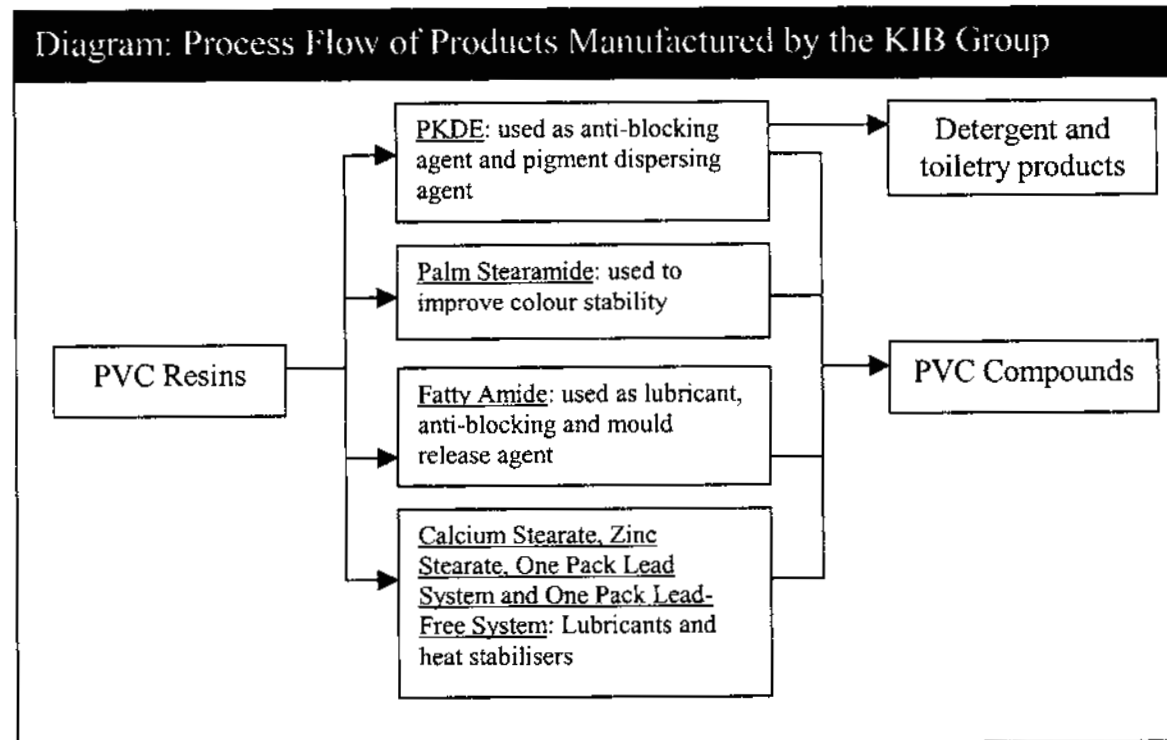 Diagram: Process Flow of Products Manufactured by the KIB Group
PKDE: used as anti-blocking
agent and pigment dispersing
agent
Detergent and
toiletry products
Palm Stearamide: used to
improve colour stability
PVC Resins
PVC Compounds
Fatty Amide: used as lubricant,
anti-blocking and mould
release agent
Calcium Stearate, Zinc
Stearate, One Pack Lead
System and One Pack Lead-
Free System: Lubricants and
heat stabilisers